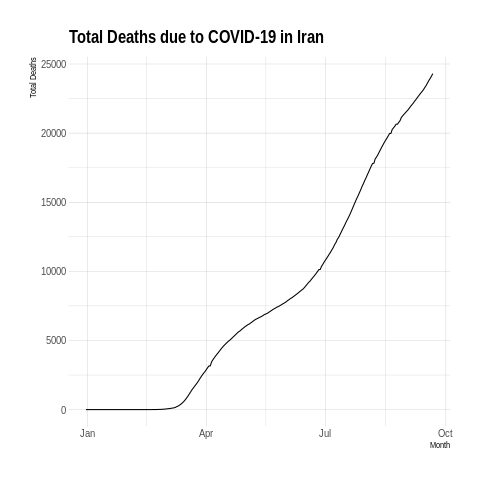 Total Deaths due to COVID-19 in Iran
Total Deaths
25000
20000
15000
10000
5000
0
Jan Apr Jul Oct
Month